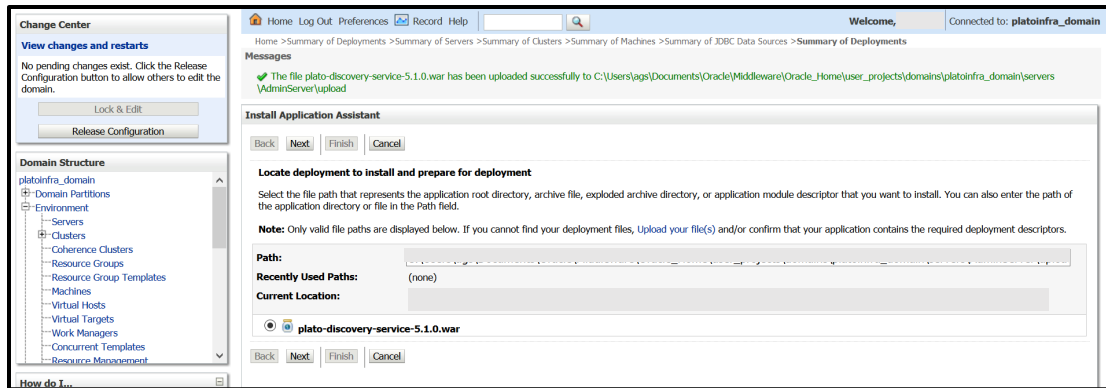 Change Center
View changes and restarts
No pending changes exist. Click the Release
Configuration button to allow others to edit the
domain.
Lock & Edit
Release Configuration
Domain Structure
platoinfra_domain
Domain Partitions
Environment
Servers
Clusters
Coherence Clusters
Resource Groups
Resource Group Templates
Machines
Virtual Hosts
Virtual Targets
Work Managers
Concurrent Templates
Resource Management
How do I...
Home Log Out Preferences Record Help
Welcome,
Connected to: platoinfra_domain
Home >Summary of Deployments >Summary of Servers >Summary of Clusters >Summary of Machines >Summary of JDBC Data Sources >Summary of Deployments
Messages
The file plato-discovery-service-5.1.0.war has been uploaded successfully to C:\Users\ags\Documents\Oracle\Middleware\Oracle_Home\user_projects\domains\platoinfra_domain\servers
\AdminServer\upload
Install Application Assistant
Back Next Finish Cancel
Locate deployment to install and prepare for deployment
Select the file path that represents the application root directory, archive file, exploded archive directory, or application module descriptor that you want to install. You can also enter the path of
the application directory or file in the Path field.
Note: Only valid file paths are displayed below. If you cannot find your deployment files, Upload your file(s) and/or confirm that your application contains the required deployment descriptors.
Path:
Recently Used Paths: (none)
Current Location:
plato-discovery-service-5.1.0.war
Back Next Finish Cancel